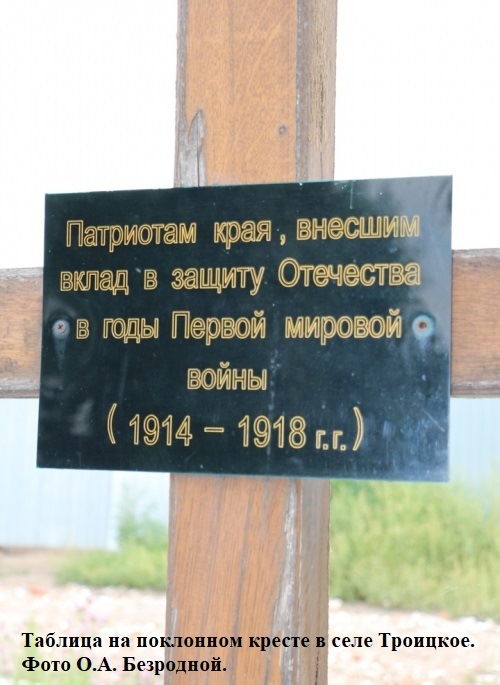 Патриотам края, внесшим
вклад в защиту Отечества
в годы Первой мировой
войны
( 1914 – 1918 г.г.)
Таблица на поклонном кресте в селе Троицкое.
Фото О.А. Безродной.